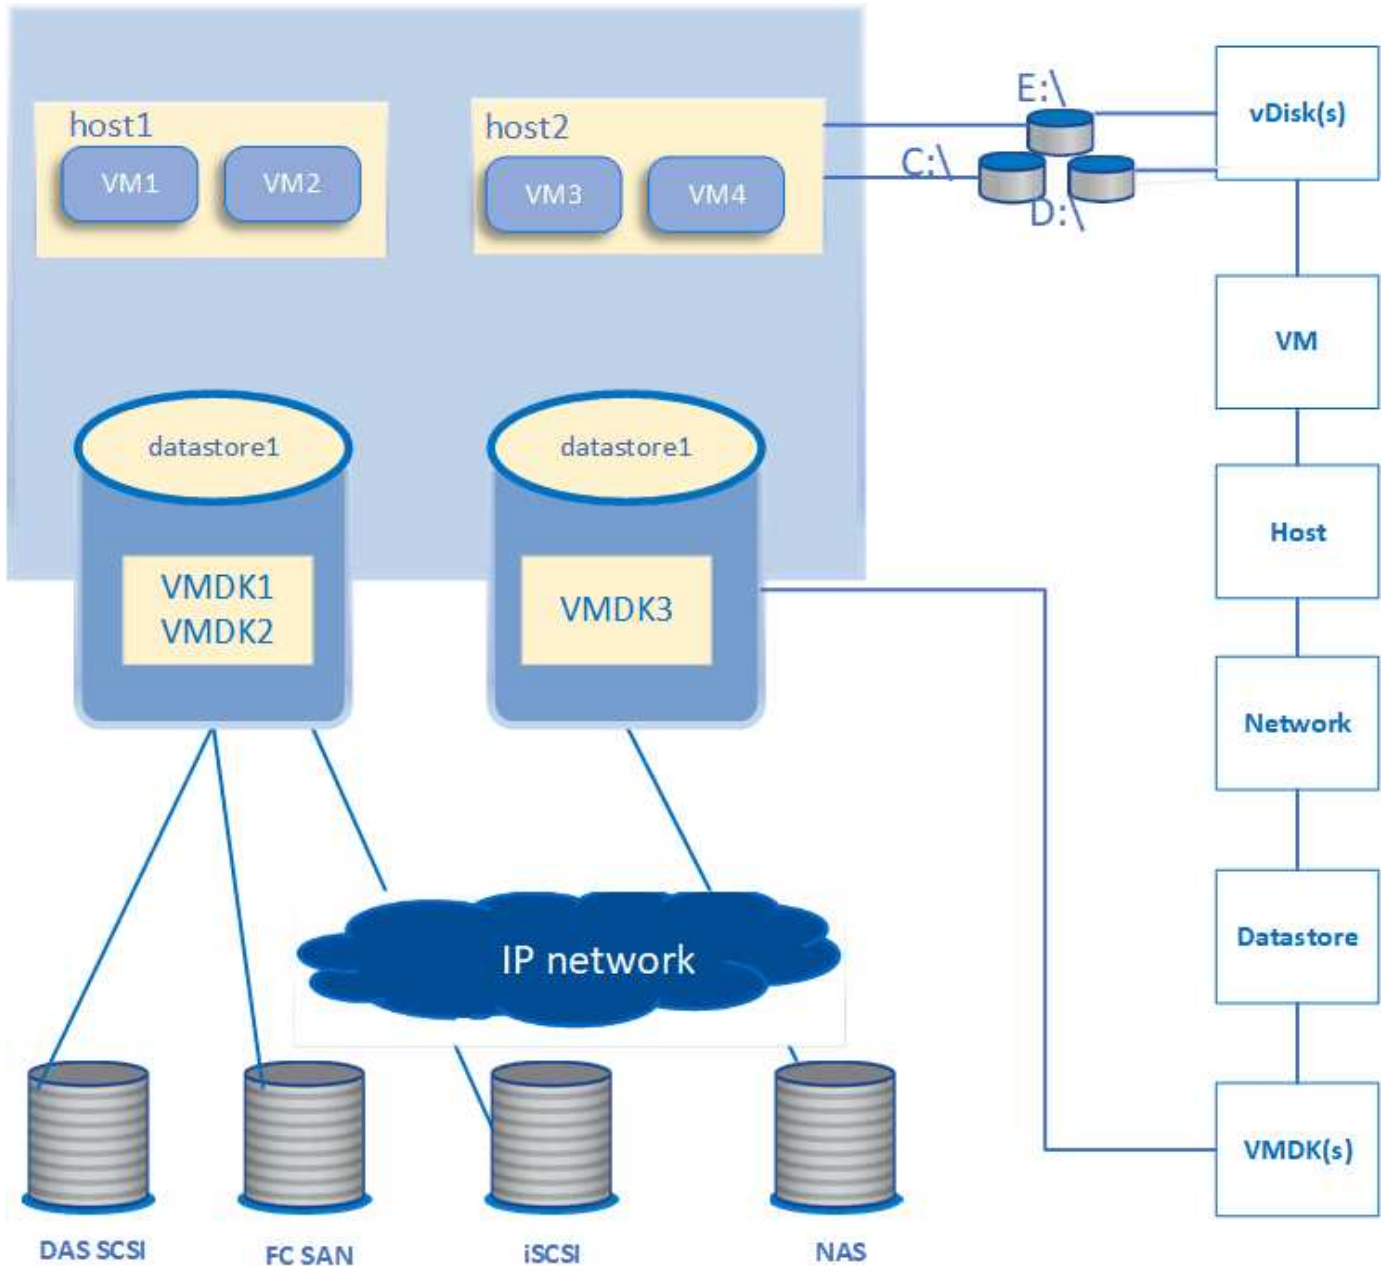 E:\
vDisk(s)
host1
host2
VM1
VM2
VM3
VM4
C:\
D:\
VM
datastore1
datastore1
Host
VMDK1
VMDK2
VMDK3
Network
IP network
Datastore
VMDK(s)
DAS SCSI
FC SAN
iSCSI
NAS